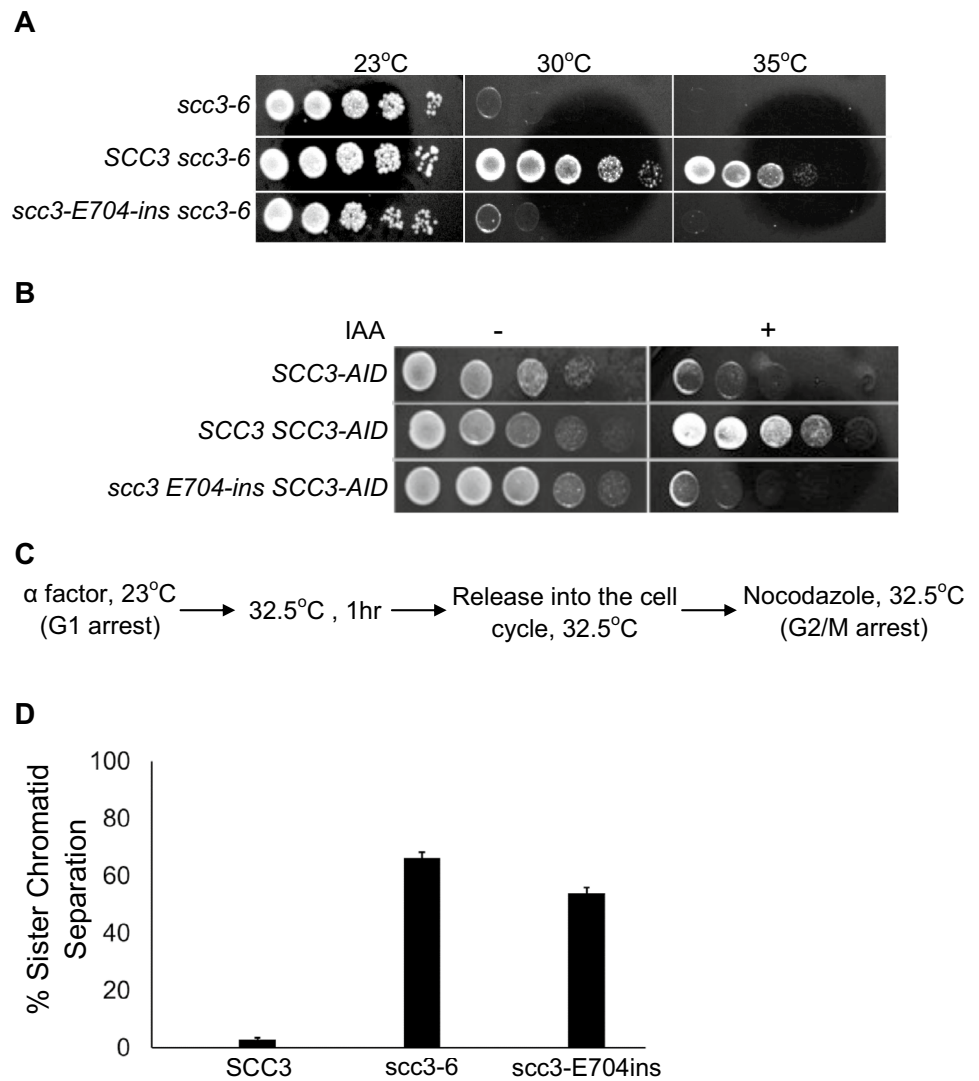 A
23°C 30°C 35°C
scc3-6
SCC3 scc3-6
scc3-E704-ins scc3-6
B
IAA - +
SCC3-AID
SCC3 SCC3-AID
scc3 E704-ins SCC3-AID
C
α factor, 23°C
(G1 arrest)
32.5°C , 1hr
Release into the cell
cycle, 32.5°C
Nocodazole, 32.5°C
(G2/M arrest)
D
% Sister Chromatid
Separation
100
80
60
40
20
0
SCC3 scc3-6 scc3-E704ins